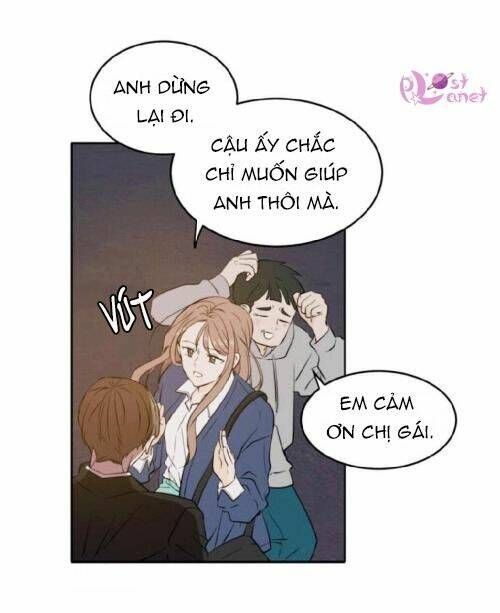 ANH DỪNG
LẠI ĐI.
Lost
Planet
CẬU ẤY CHẮC
CHỈ MUỐN GIÚP
ANH THÔI MÀ.
VÚT
EM CẢM
ƠN CHỊ GÁI.